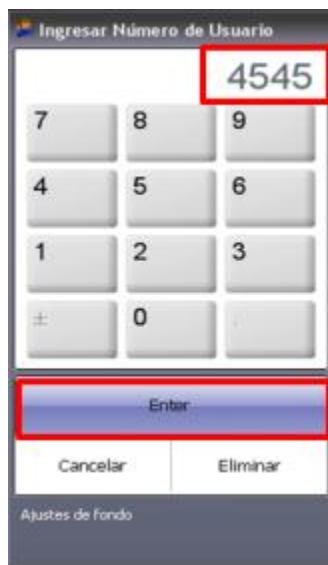 Ingresar Número de Usuario
4545
7 8 9
4 5 6
1 2 3
± 0 .
Enter
Cancelar Eliminar
Ajustes de fondo